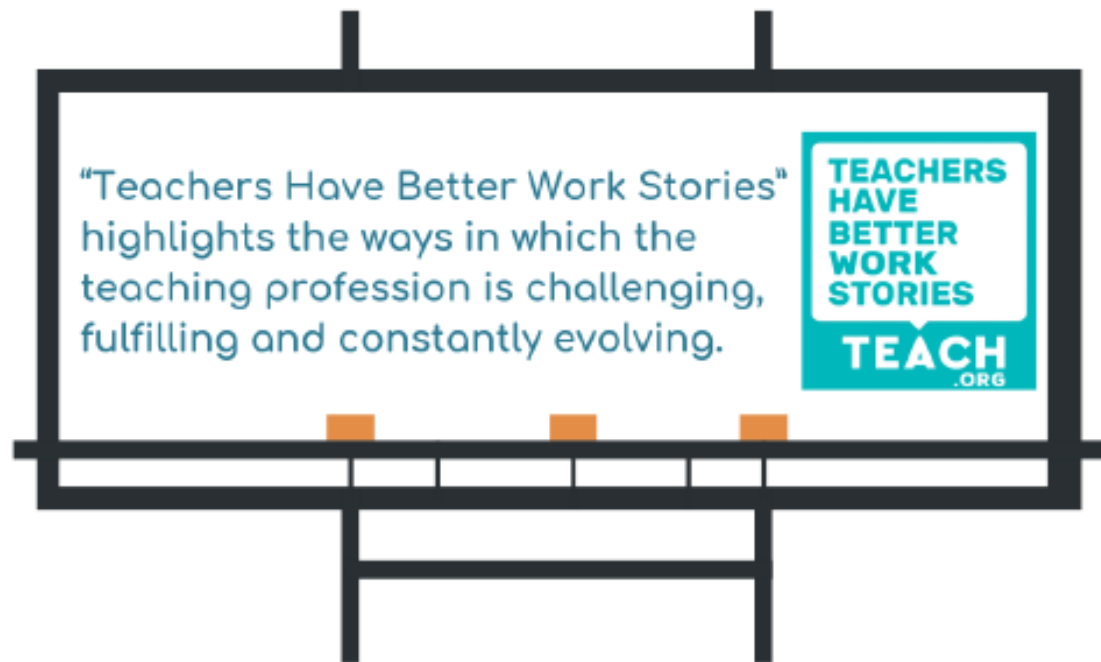 “Teachers Have Better Work Stories”
highlights the ways in which the
teaching profession is challenging,
fulfilling and constantly evolving.
TEACHERS
HAVE
BETTER
WORK
STORIES
TEACH
.ORG